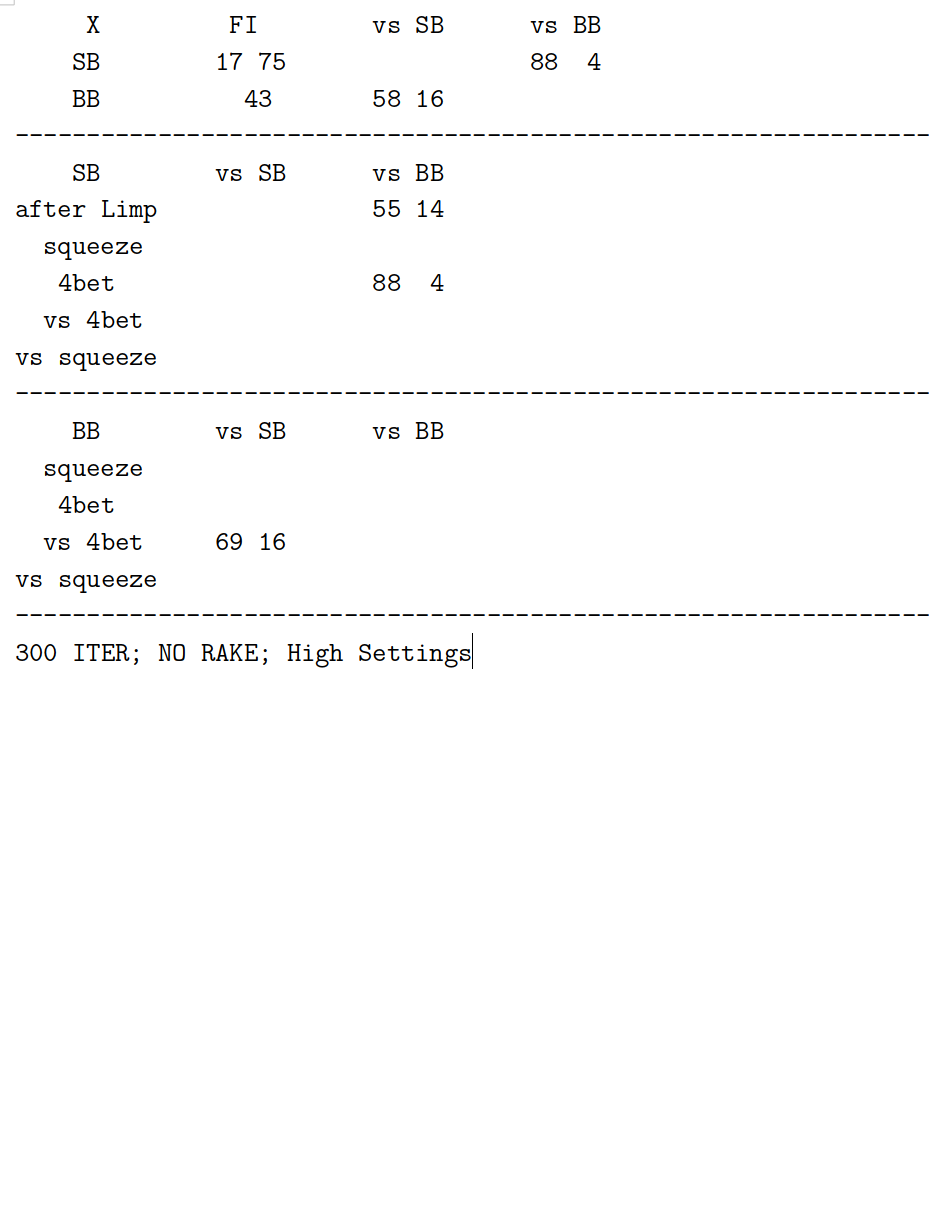 X FI vs SB vs BB
SB 17 75 88 4
BB 43 58 16
----------------------------------------------------------------
SB vs SB vs BB
after Limp 55 14
squeeze
4bet 88 4
vs 4bet
vs squeeze
----------------------------------------------------------------
BB vs SB vs BB
squeeze
4bet
vs 4bet 69 16
vs squeeze
----------------------------------------------------------------
300 ITER; NO RAKE; High Settings